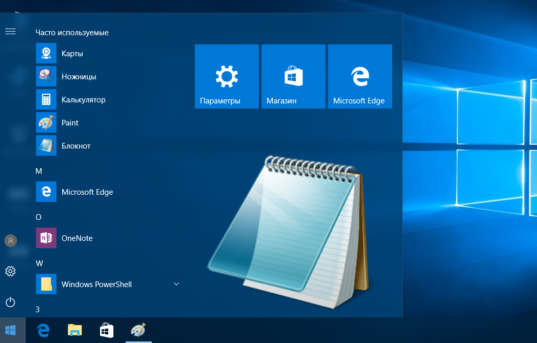 Часто используемые
Карты
Ножницы
Калькулятор
Paint
Блокнот
M
Microsoft Edge
O
OneNote
W
Windows PowerShell
З
Параметры
Магазин
Microsoft Edge